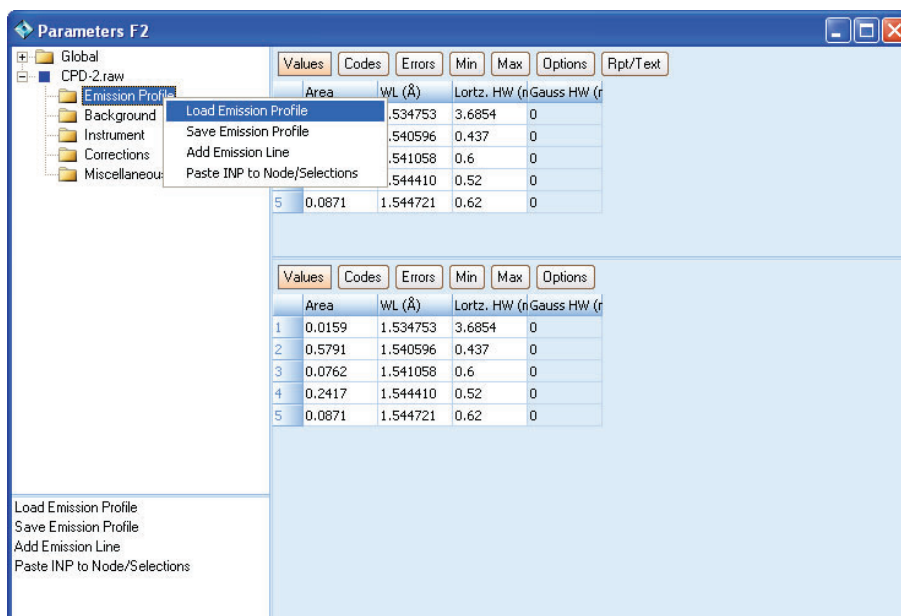 Parameters F2
Global
CPD-2.raw
Emission Profile
Background
Instrument
Corrections
Miscellaneou
Load Emission Profile
Save Emission Profile
Add Emission Line
Paste INP to Node/Selections
Values Codes Errors Min Max Options Rpt/Text
Area WL (Å) Lortz. HW (n Gauss HW (r
.534753 3.6854 0
.540596 0.437 0
.541058 0.6 0
.544410 0.52 0
5 0.0871 1.544721 0.62 0
Values Codes Errors Min Max Options
Area WL (Å) Lortz. HW (n Gauss HW (r
1 0.0159 1.534753 3.6854 0
2 0.5791 1.540596 0.437 0
3 0.0762 1.541058 0.6 0
4 0.2417 1.544410 0.52 0
5 0.0871 1.544721 0.62 0
Load Emission Profile
Save Emission Profile
Add Emission Line
Paste INP to Node/Selections